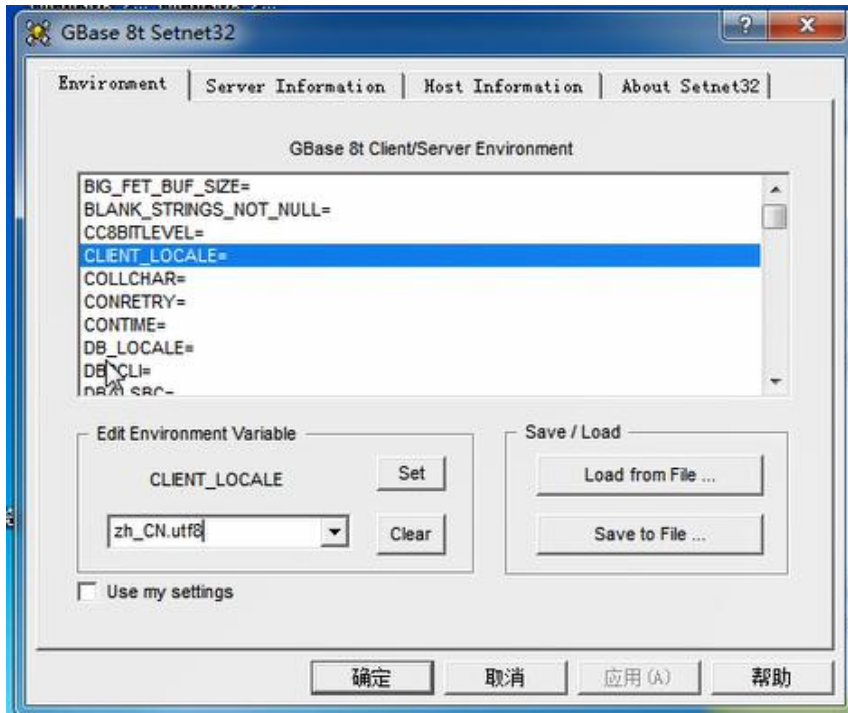 GBase 8t Setnet32
Environment
Server Information
Host Information
About Setnet32
GBase 8t Client/Server Environment
BIG_FET_BUF_SIZE=
BLANK_STRINGS_NOT_NULL=
CC8BITLEVEL=
CLIENT_LOCALE=
COLLCHAR=
CONRETRY=
CONTIME=
DB_LOCALE=
Edit Environment Variable
CLIENT_LOCALE
Set
zh_CN.utf8
Clear
Save / Load
Load from File ...
Save to File ...
Use my settings
确定
取消
应用(A)
帮助